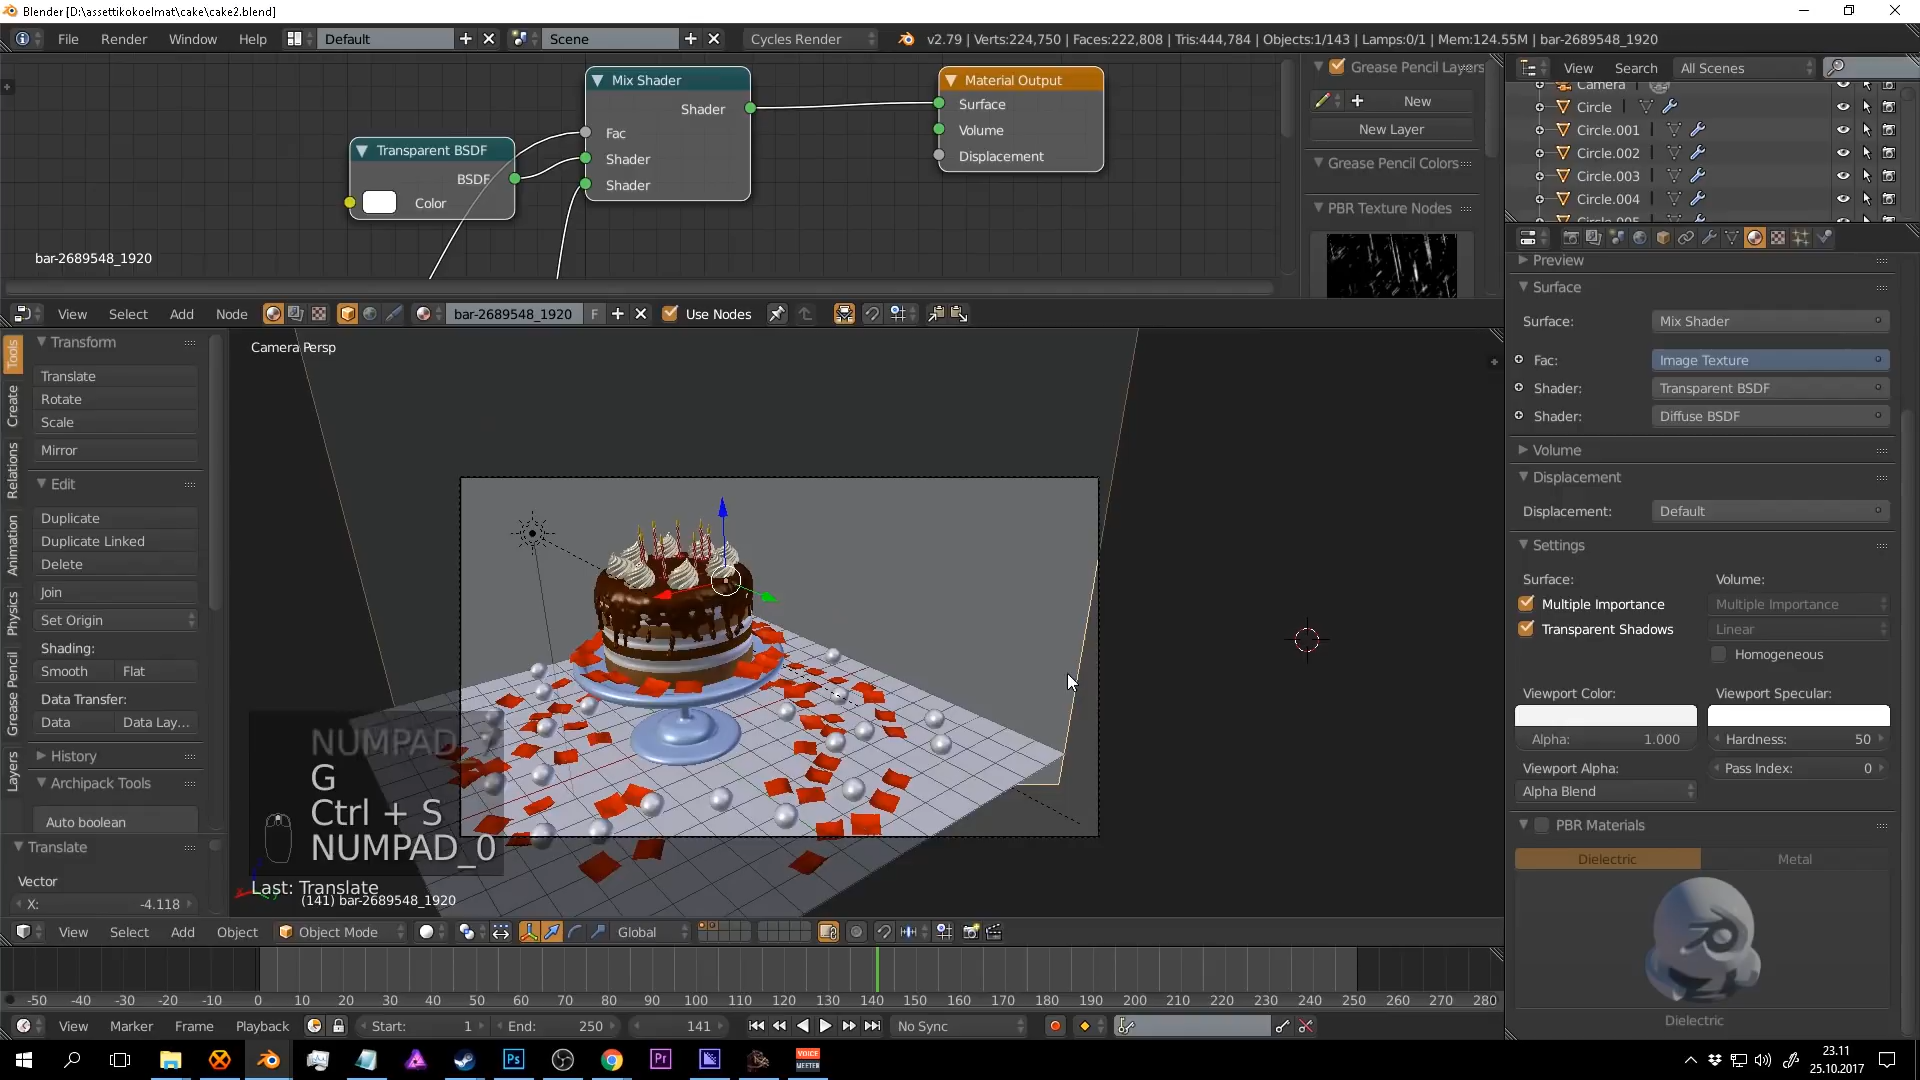 Blender [D:\assettikokoelmat\cake\cake2.blend]
File Render Window Help Default Scene Cycles Render v2.79 | Verts:224,750 | Faces:222,808 | Tris:444,784 | Objects:1/143 | Lamps:0/1 | Mem:124.55M | bar-2689548_1920
Mix Shader
Shader
Fac
Shader
Shader
Transparent BSDF
BSDF
Color
Material Output
Surface
Volume
Displacement
bar-2689548_1920
Grease Pencil Layers
New
New Layer
Grease Pencil Colors
PBR Texture Nodes
View Search All Scenes
Camera
Circle
Circle.001
Circle.002
Circle.003
Circle.004
Circle.005
View Select Add Node bar-2689548_1920 F Use Nodes
Tools
Create
Relations
Animation
Physics
Grease Pencil
Layers
Transform
Translate
Rotate
Scale
Mirror
Edit
Duplicate
Duplicate Linked
Delete
Join
Set Origin
Shading:
Smooth Flat
Data Transfer:
Data Data Lay...
History
Archipack Tools
Auto boolean
Translate
Vector
X: -4.118
Camera Persp
NUMPAD_7
G
Ctrl + S
NUMPAD_0
Last: Translate
(141) bar-2689548_1920
Preview
Surface
Surface: Mix Shader
Fac: Image Texture
Shader: Transparent BSDF
Shader: Diffuse BSDF
Volume
Displacement
Displacement: Default
Settings
Surface: Volume:
Multiple Importance Multiple Importance
Transparent Shadows Linear
Homogeneous
Viewport Color: Viewport Specular:
Alpha: 1.000 Hardness: 50
Viewport Alpha: Pass Index: 0
Alpha Blend
PBR Materials
Dielectric Metal
Dielectric
View Select Add Object Object Mode Global
-50 -40 -30 -20 -10 0 10 20 30 40 50 60 70 80 90 100 110 120 130 140 150 160 170 180 190 200 210 220 230 240 250 260 270 280
View Marker Frame Playback Start: 1 End: 250 141 No Sync
Ps
Pr
VOICE
MEETER
23.11
25.10.2017